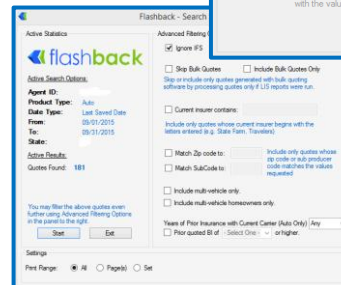 with the valu
Flashback - Search
Active Statistics
flashback
Active Search Options:
Agent ID:
Product Type: Auto
Date Type: Last Saved Date
From: 09/01/2015
To: 09/31/2015
State:
Active Results:
Quotes Found: 181
You may filter the
above quotes even
further using Advanced Filtering Options
in the panel to the right
Start Exit
Advanced Filtering O
Ignore IFS
Skip Bulk Quotes Include Bulk Quotes Only
Skip or include only quotes generated with bulk quoting
software by processing quotes only if LIS reports were run.
Current insurer contains:
Include only quotes whose current insurer begins with the
letters entered (e.g. State Farm, Travelers)
Match Zip code to:
Match SubCode to:
Include only quotes whose
zip code or sub producer
code matches the values
requested
Include multi-vehicle only.
Include multi-vehicle homeowners only.
Years of Prior Insurance with Current Carrier (Auto Only) Any
Prior quoted BI of - Select One - or higher.
Settings
Print Range: All Page(s) Set